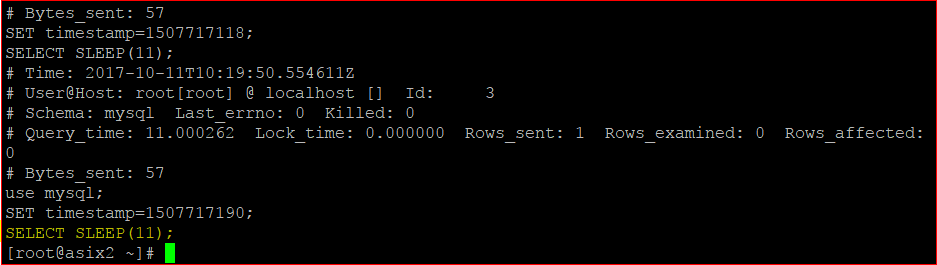 # Bytes_sent: 57
SET timestamp=1507717118;
SELECT SLEEP(11);
# Time: 2017-10-11T10:19:50.554611Z
# User@Host: root[root] @ localhost []  Id:     3
# Schema: mysql  Last_errno: 0  Killed: 0
# Query_time: 11.000262  Lock_time: 0.000000  Rows_sent: 1  Rows_examined: 0  Rows_affected:
0
# Bytes_sent: 57
use mysql;
SET timestamp=1507717190;
SELECT SLEEP(11);
[root@asix2 ~]#